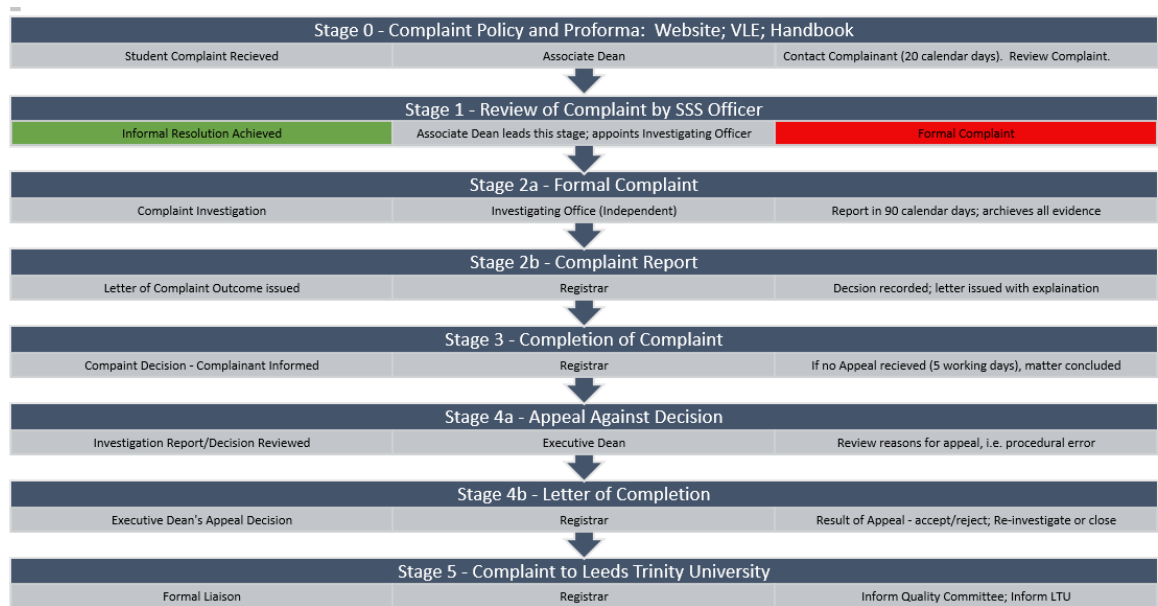 Stage 0 - Complaint Policy and Proforma: Website; VLE; Handbook
Student Complaint Recieved
Associate Dean
Contact Complainant (20 calendar days). Review Complaint.
Stage 1 - Review of Complaint by SSS Officer
Informal Resolution Achieved
Associate Dean leads this stage; appoints Investigating Officer
Formal Complaint
Stage 2a - Formal Complaint
Complaint Investigation
Investigating Office (Independent)
Report in 90 calendar days; archieves all evidence
Stage 2b - Complaint Report
Letter of Complaint Outcome issued
Registrar
Decsion recorded; letter issued with explaination
Stage 3 - Completion of Complaint
Compaint Decision - Complainant Informed
Registrar
If no Appeal recieved (5 working days), matter concluded
Stage 4a - Appeal Against Decision
Investigation Report/Decision Reviewed
Executive Dean
Review reasons for appeal, i.e. procedural error
Stage 4b - Letter of Completion
Executive Dean's Appeal Decision
Registrar
Result of Appeal - accept/reject; Re-investigate or close
Stage 5 - Complaint to Leeds Trinity University
Formal Liaison
Registrar
Inform Quality Committee; Inform LTU